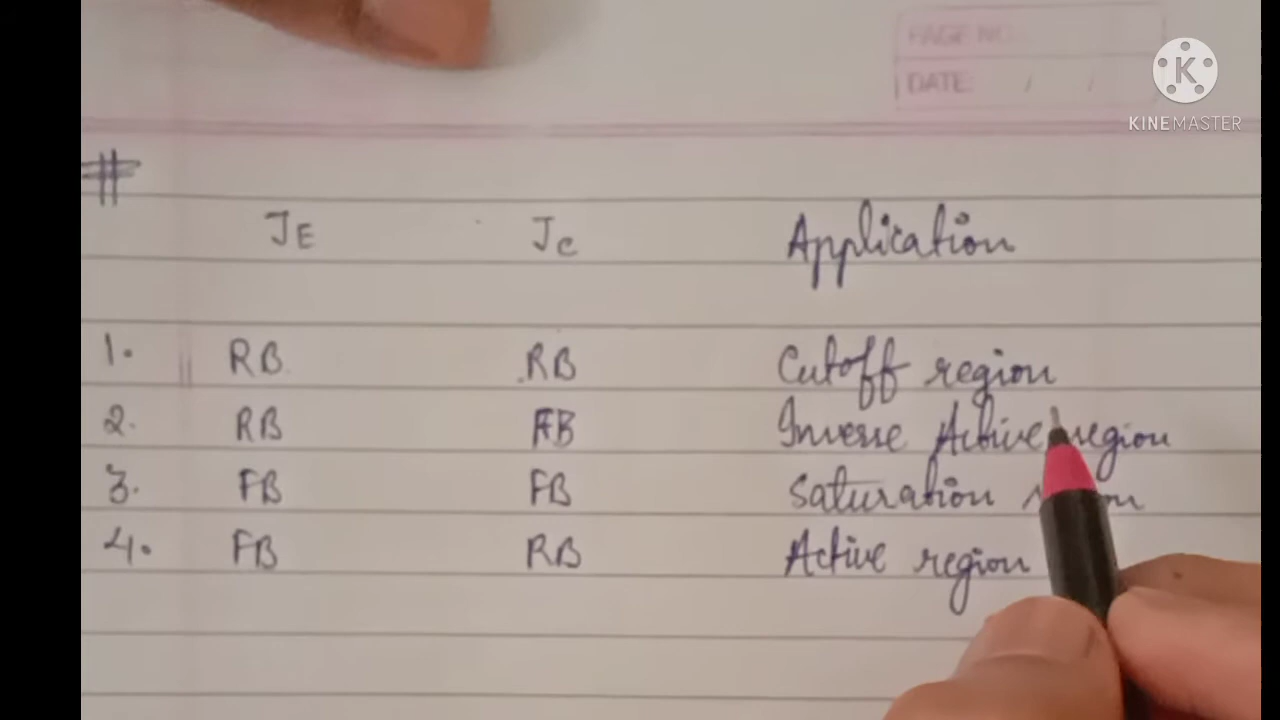 PAGE NO.
DATE: / /
KINEMASTER
#
JE JC Application
1. RB RB Cutoff region
2. RB FB Inverse Active region
3. FB FB Saturation
4. FB RB Active region